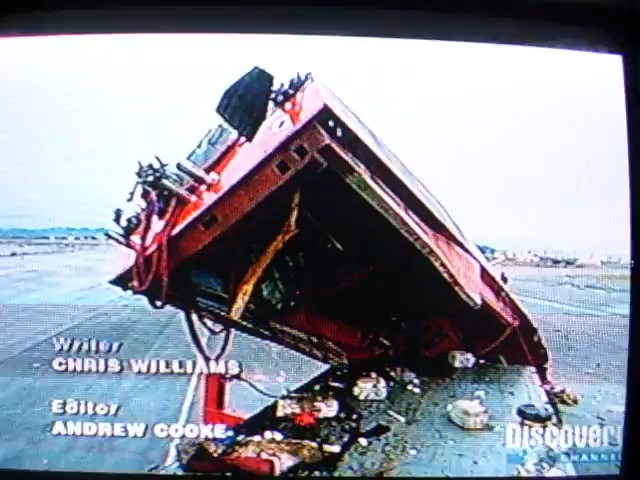 Writer
CHRIS WILLIAMS
Editor
ANDREW COOKE
DISCOVERY
CHANNEL